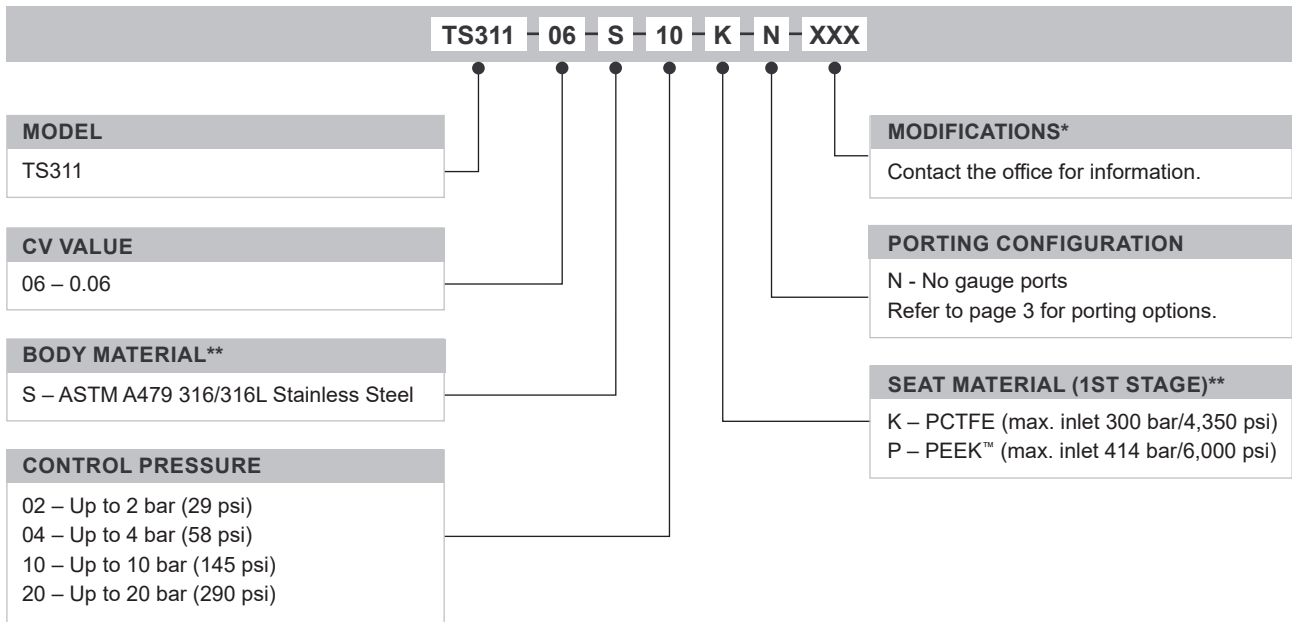 TS311 - 06 - S - 10 - K - N - XXX
MODEL
TS311
CV VALUE
06 – 0.06
BODY MATERIAL**
S – ASTM A479 316/316L Stainless Steel
CONTROL PRESSURE
02 – Up to 2 bar (29 psi)
04 – Up to 4 bar (58 psi)
10 – Up to 10 bar (145 psi)
20 – Up to 20 bar (290 psi)
MODIFICATIONS*
Contact the office for information.
PORTING CONFIGURATION
N - No gauge ports
Refer to page 3 for porting options.
SEAT MATERIAL (1ST STAGE)**
K – PCTFE (max. inlet 300 bar/4,350 psi)
P – PEEK™ (max. inlet 414 bar/6,000 psi)